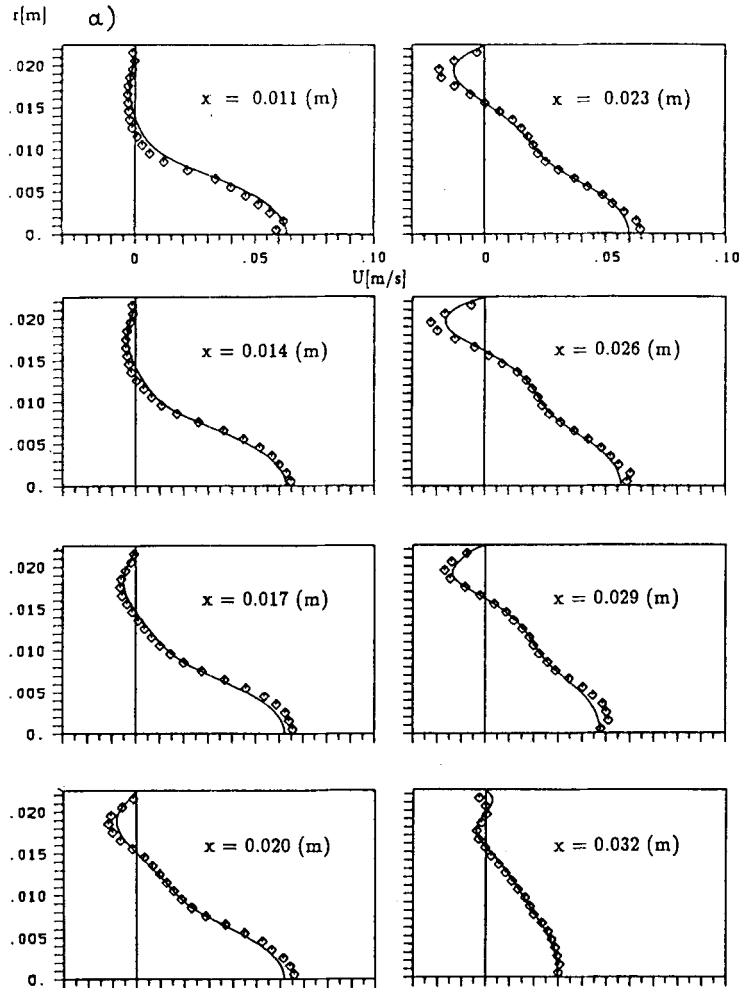 r[m] a)
.020
.015
.010
.005
0.
x = 0.011 (m)
x = 0.023 (m)
0 .05 .10
0 .05 .10
U[m/s]
.020
.015
.010
.005
0.
x = 0.014 (m)
x = 0.026 (m)
.020
.015
.010
.005
0.
x = 0.017 (m)
x = 0.029 (m)
.020
.015
.010
.005
0.
x = 0.020 (m)
x = 0.032 (m)